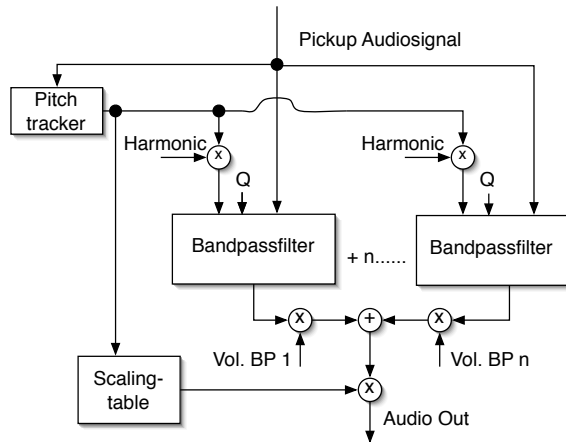 Pickup Audiosignal
Pitch
tracker
Harmonic
x
Harmonic
x
Q
Q
Bandpassfilter
+ n......
Bandpassfilter
x
+
x
Vol. BP 1
Vol. BP n
Scaling-
table
x
Audio Out